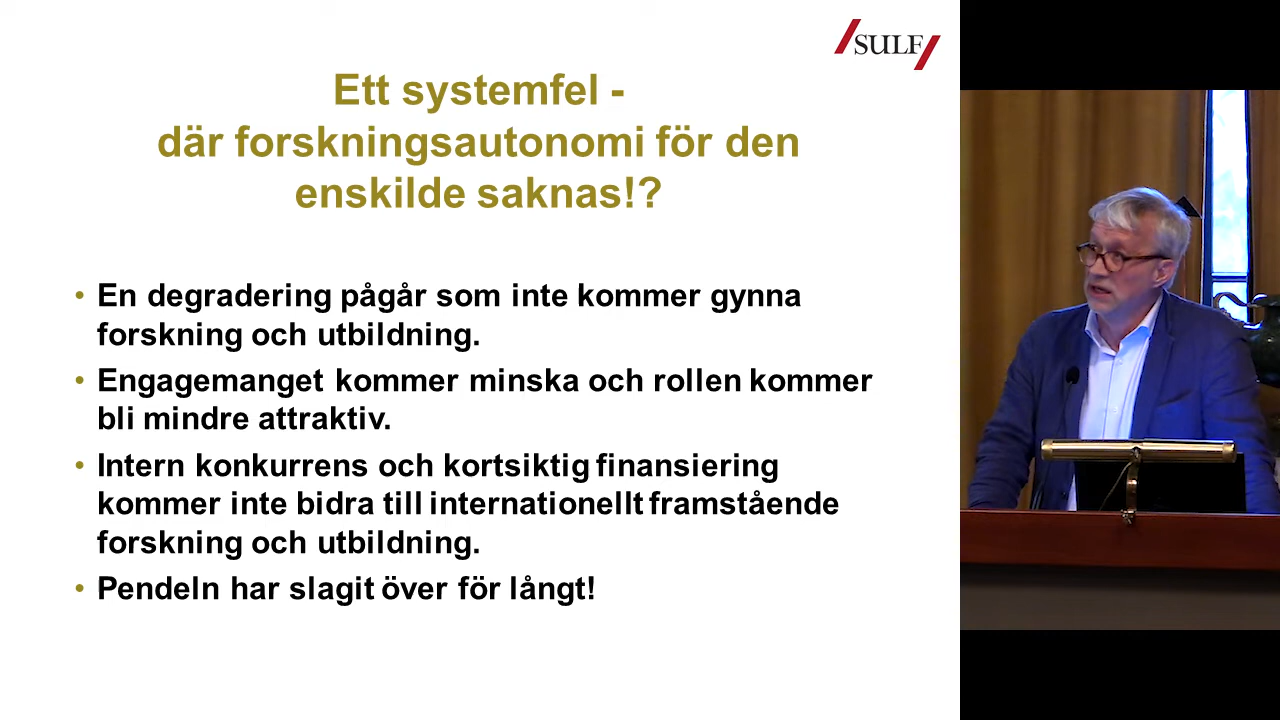 SULF
Ett systemfel -
där forskningsautonomi för den
enskilde saknas!?
• En degradering pågår som inte kommer gynna
forskning och utbildning.
• Engagemanget kommer minska och rollen kommer
bli mindre attraktiv.
• Intern konkurrens och kortsiktig finansiering
kommer inte bidra till internationellt framstående
forskning och utbildning.
• Pendeln har slagit över för långt!